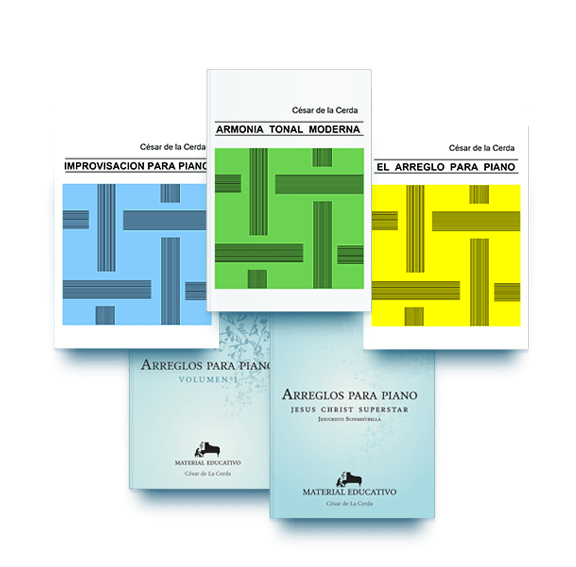 César de la Cerda
ARMONIA TONAL MODERNA
César de la Cerda
IMPROVISACION PARA PIANO
César de la Cerda
EL ARREGLO PARA PIANO
ARREGLOS PARA PIANO
VOLUMEN I
MATERIAL EDUCATIVO
César de La Cerda
ARREGLOS PARA PIANO
JESUS CHRIST SUPERSTAR
JESUCRISTO SUPERESTRELLA
MATERIAL EDUCATIVO
César de La Cerda